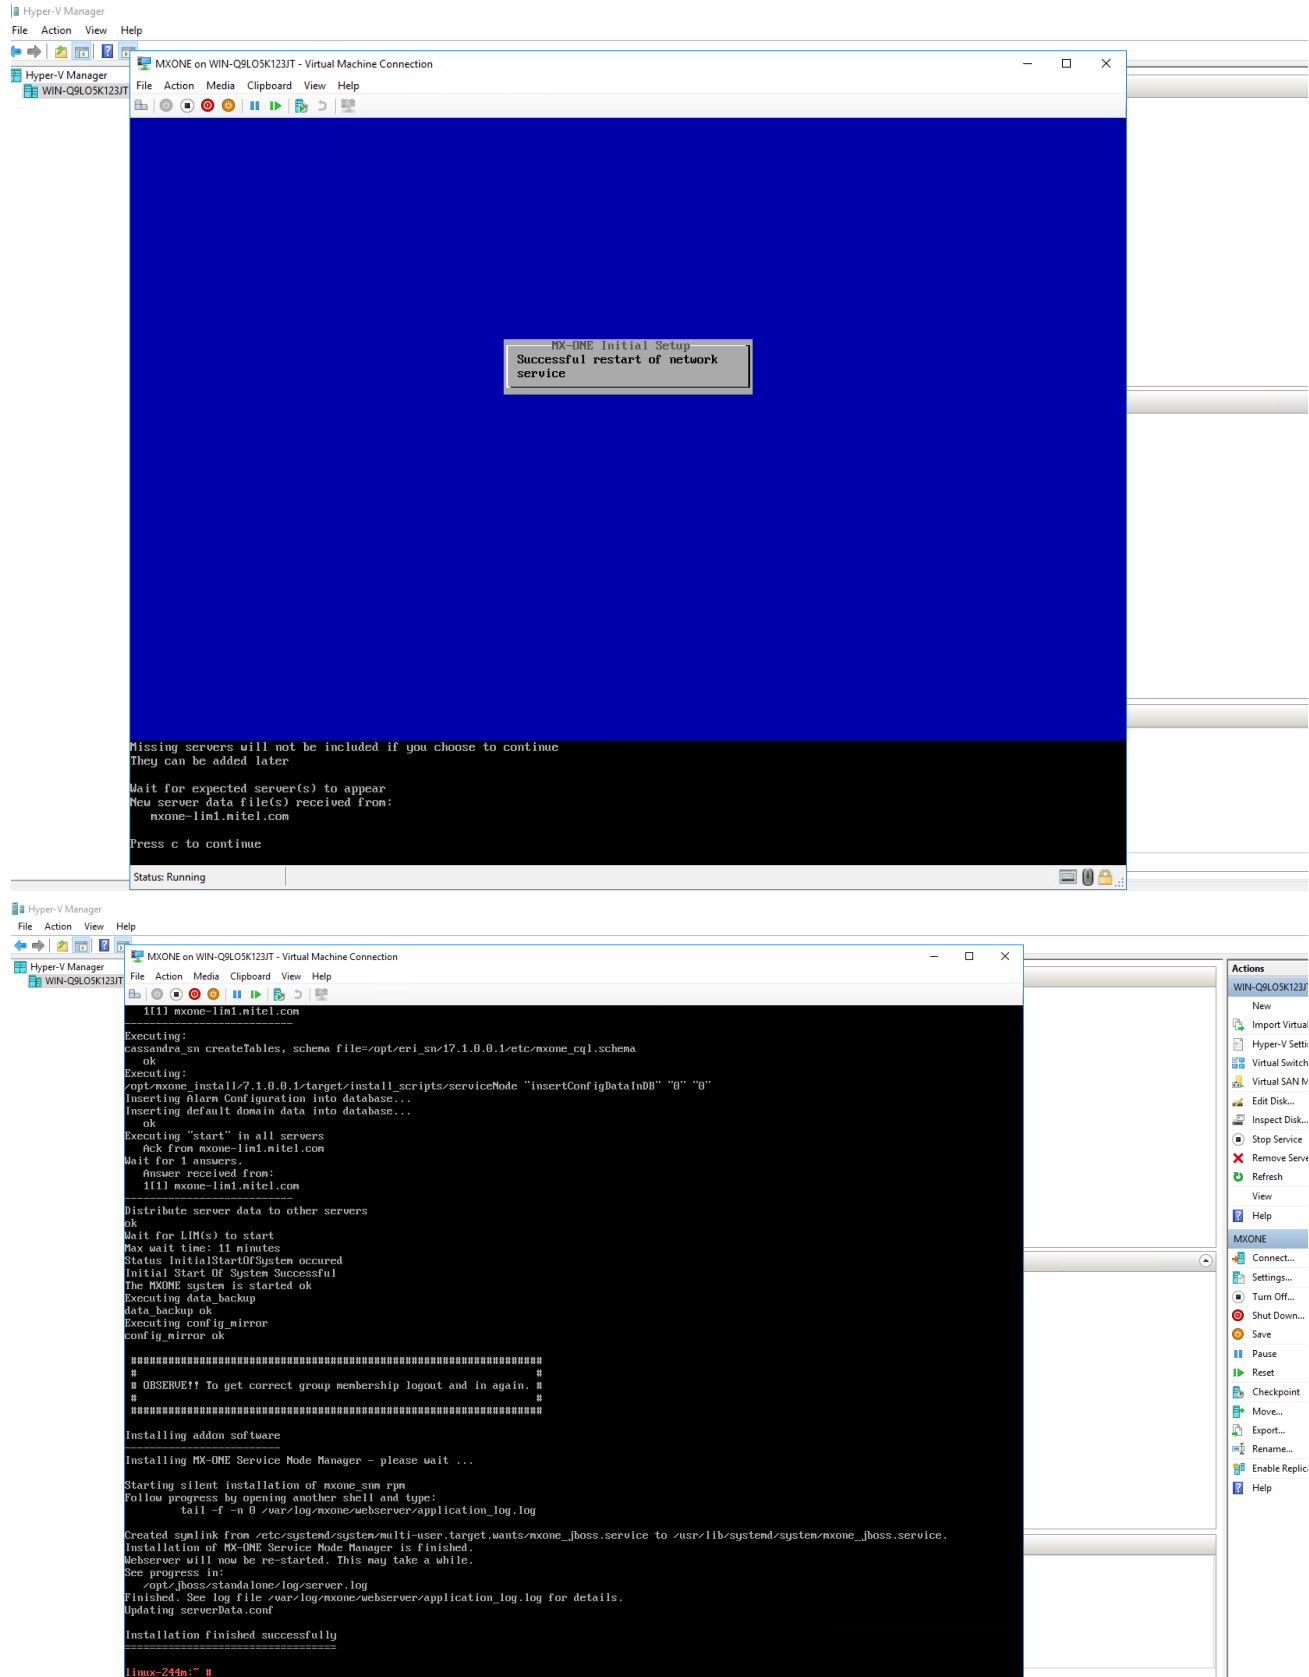 Hyper-V Manager
File Action View Help
Hyper-V Manager
WIN-Q9LO5K123JT
MXONE on WIN-Q9LO5K123JT - Virtual Machine Connection
File Action Media Clipboard View Help
MX-ONE Initial Setup
Successful restart of network
service
Missing servers will not be included if you choose to continue
They can be added later
Wait for expected server(s) to appear
New server data file(s) received from:
mxone-lim1.mitel.com
Press c to continue
Status: Running
Hyper-V Manager
File Action View Help
Hyper-V Manager
WIN-Q9LO5K123JT
MXONE on WIN-Q9LO5K123JT - Virtual Machine Connection
File Action Media Clipboard View Help
1[1] mxone-lim1.mitel.com
---------------------------
Executing:
cassandra_sn createTables, schema file=/opt/eri_sn/17.1.0.0.1/etc/mxone_cql.schema
ok
Executing:
/opt/mxone_install/7.1.0.0.1/target/install_scripts/serviceNode "insertConfigDataInDB" "0" "0"
Inserting Alarm Configuration into database...
Inserting default domain data into database...
ok
Executing "start" in all servers
Ack from mxone-lim1.mitel.com
Wait for 1 answers.
Answer received from:
1[1] mxone-lim1.mitel.com
---------------------------
Distribute server data to other servers
ok
Wait for LIM(s) to start
Max wait time: 11 minutes
Status InitialStartOfSystem occured
Initial Start Of System Successful
The MXONE system is started ok
Executing data_backup
data_backup ok
Executing config_mirror
config_mirror ok
##################################################################
# #
# OBSERVE!! To get correct group membership logout and in again. #
# #
##################################################################
Installing addon software
-------------------------
Installing MX-ONE Service Node Manager - please wait ...
Starting silent installation of mxone_snm rpm
Follow progress by opening another shell and type:
tail -f -n 0 /var/log/mxone/webserver/application_log.log
Created symlink from /etc/systemd/system/multi-user.target.wants/mxone_jboss.service to /usr/lib/systemd/system/mxone_jboss.service.
Installation of MX-ONE Service Node Manager is finished.
Webserver will now be re-started. This may take a while.
See progress in:
/opt/jboss/standalone/log/server.log
Finished. See log file /var/log/mxone/webserver/application_log.log for details.
Updating serverData.conf
Installation finished successfully
==================================
linux-244m:~ #
Actions
WIN-Q9LO5K123J
New
Import Virtual
Hyper-V Setti
Virtual Switch
Virtual SAN M
Edit Disk...
Inspect Disk...
Stop Service
Remove Serve
Refresh
View
Help
MXONE
Connect...
Settings...
Turn Off...
Shut Down...
Save
Pause
Reset
Checkpoint
Move...
Export...
Rename...
Enable Replic
Help